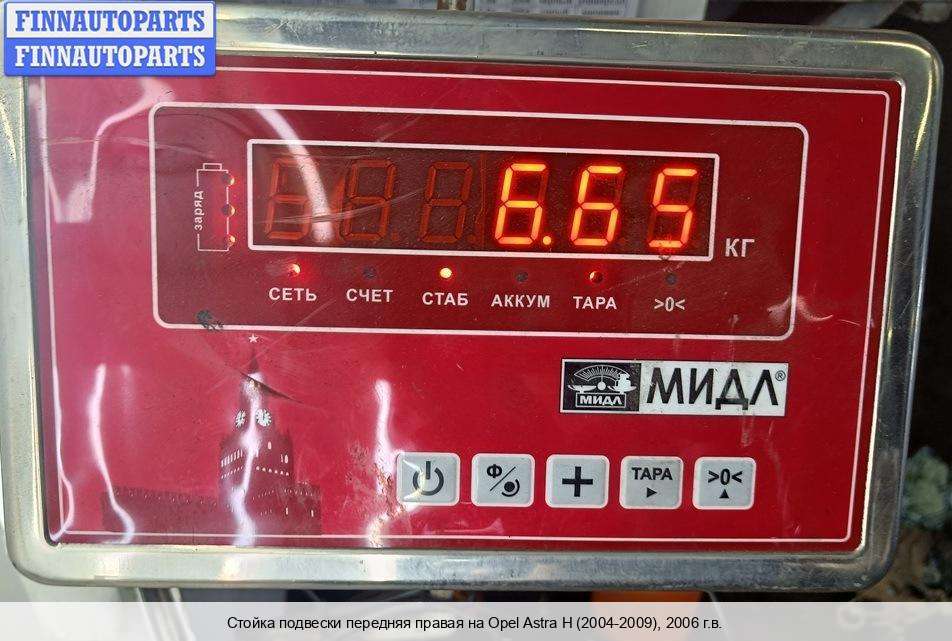 FINNAUTOPARTS
FINNAUTOPARTS
заряд
6.65
КГ
СЕТЬ СЧЕТ СТАБ АККУМ ТАРА >0<
МИДЛ МИДЛ®
Ф ТАРА >0<
Стойка подвески передняя правая на Opel Astra H (2004-2009), 2006 г.в.